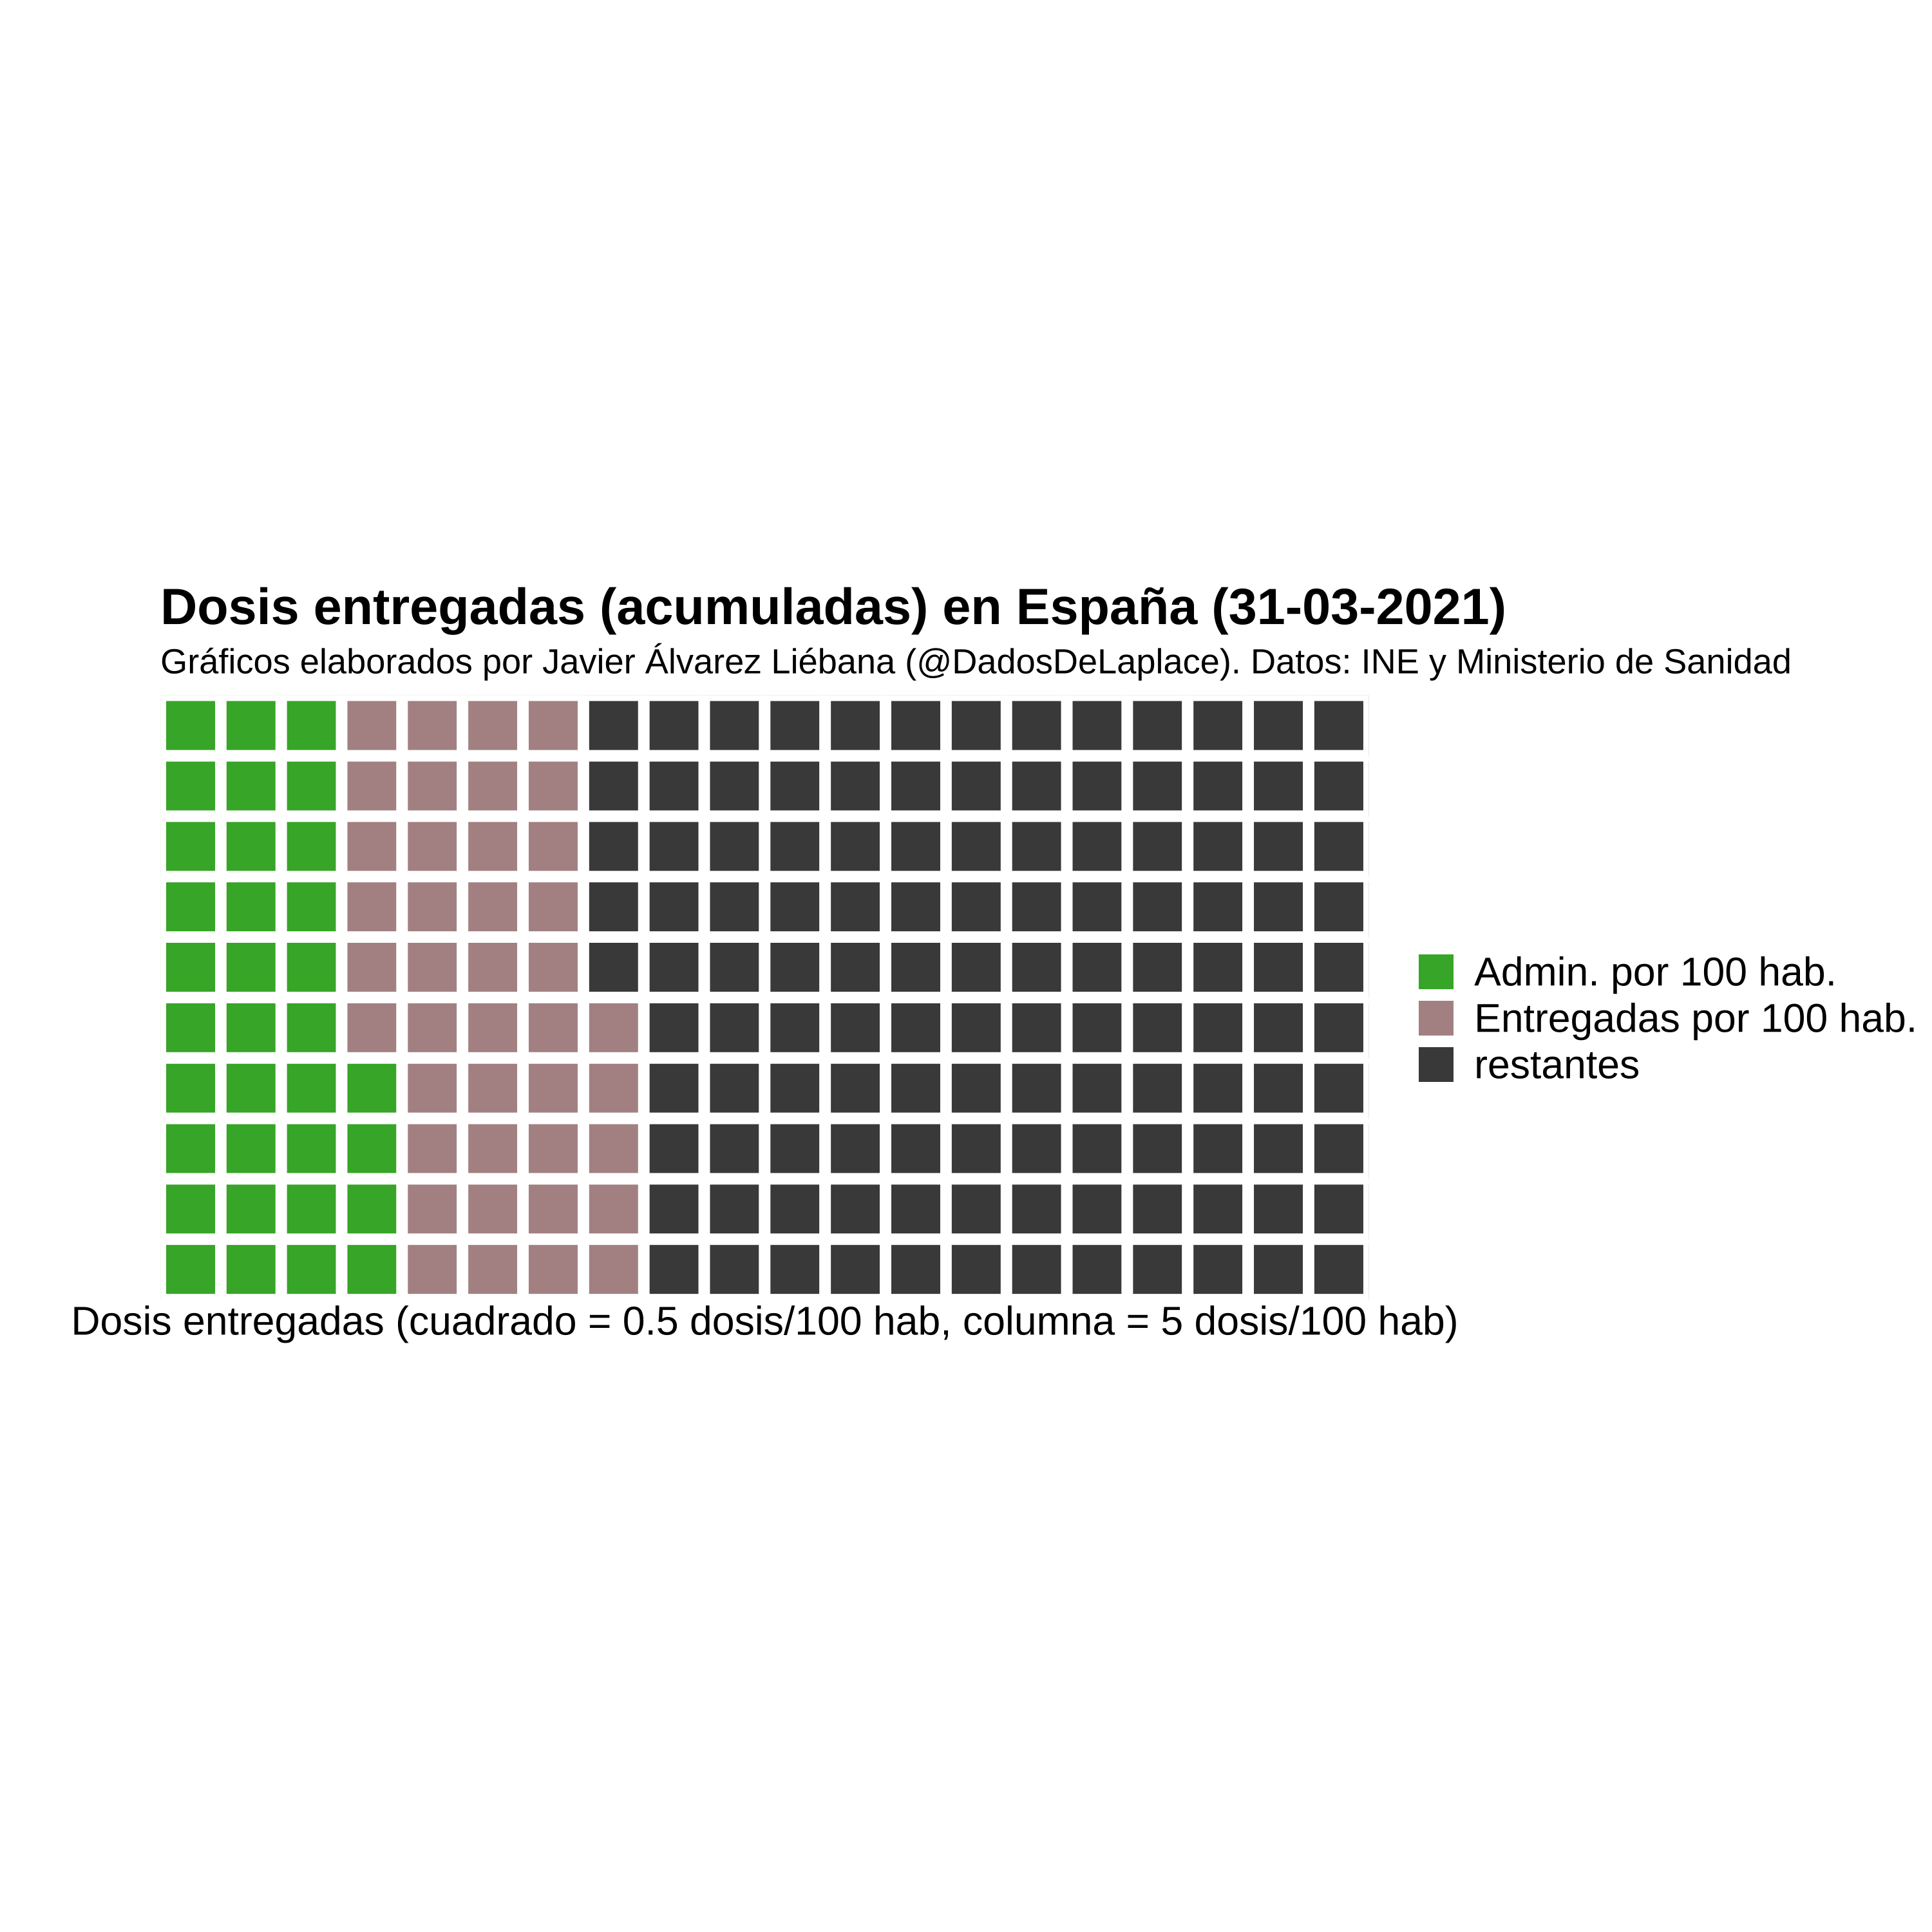 Dosis entregadas (acumuladas) en España (31-03-2021)
Gráficos elaborados por Javier Álvarez Liébana (@DadosDeLaplace). Datos: INE y Ministerio de Sanidad
Admin. por 100 hab.
Entregadas por 100 hab.
restantes
Dosis entregadas (cuadrado = 0.5 dosis/100 hab, columna = 5 dosis/100 hab)